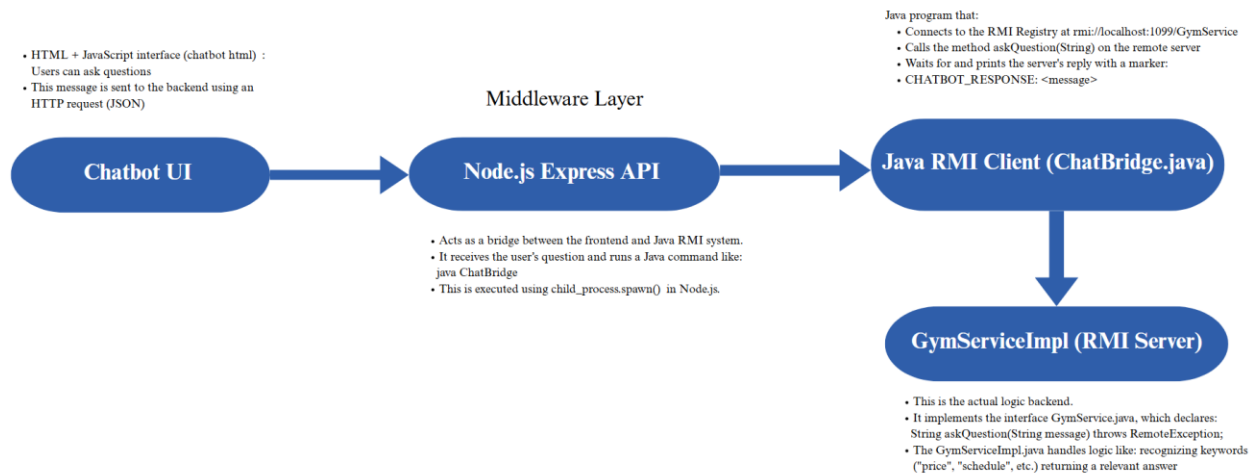 • HTML + JavaScript interface (chatbot html) :
Users can ask questions
• This message is sent to the backend using an
HTTP request (JSON)
Chatbot UI
Middleware Layer
Node.js Express API
• Acts as a bridge between the frontend and Java RMI system.
• It receives the user's question and runs a Java command like:
java ChatBridge
• This is executed using child_process.spawn() in Node.js.
Java program that:
• Connects to the RMI Registry at rmi://localhost:1099/GymService
• Calls the method askQuestion(String) on the remote server
• Waits for and prints the server's reply with a marker:
• CHATBOT_RESPONSE: <message>
Java RMI Client (ChatBridge.java)
GymServiceImpl (RMI Server)
• This is the actual logic backend.
• It implements the interface GymService.java, which declares:
String askQuestion(String message) throws RemoteException;
• The GymServiceImpl.java handles logic like: recognizing keywords
("price", "schedule", etc.) returning a relevant answer